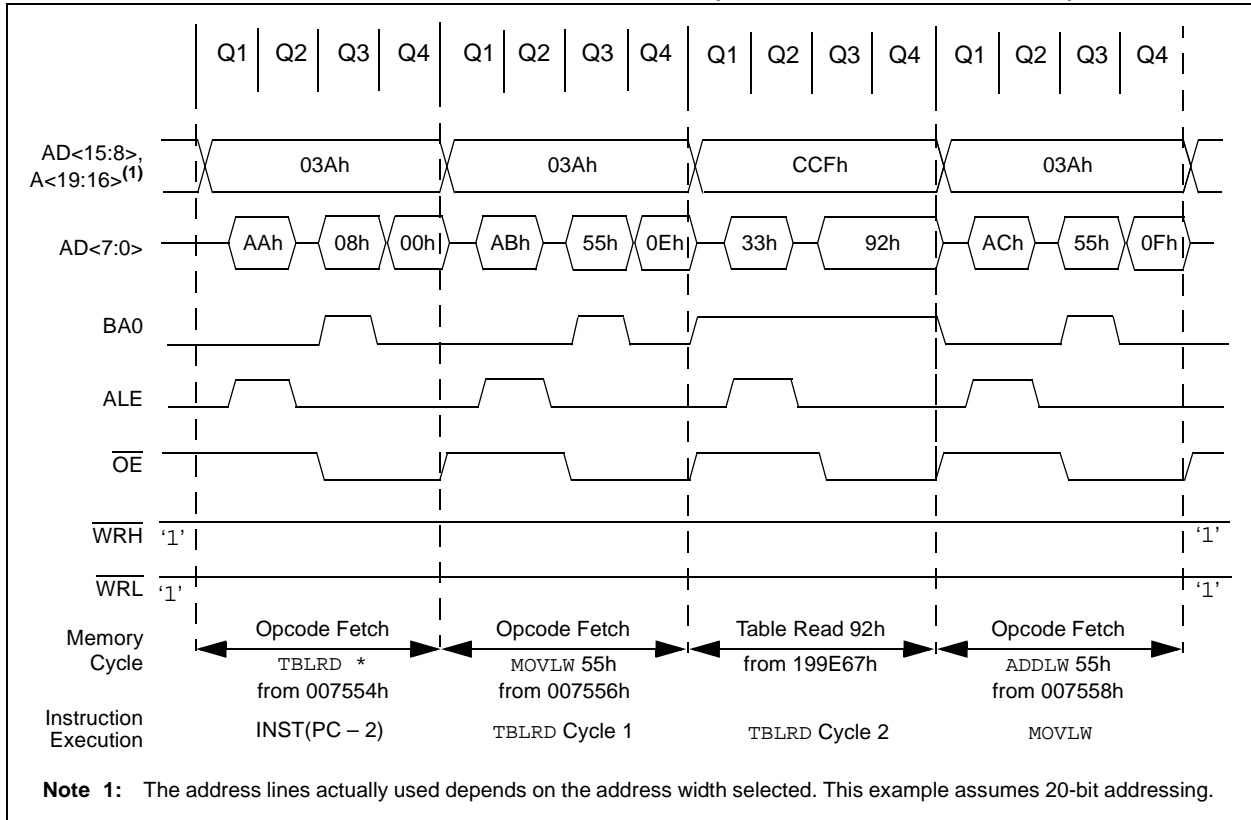 Q1 Q2 Q3 Q4 Q1 Q2 Q3 Q4 Q1 Q2 Q3 Q4 Q1 Q2 Q3 Q4
AD<15:8>,
A<19:16>(1)
03Ah 03Ah CCFh 03Ah
AD<7:0> AAh 08h 00h ABh 55h 0Eh 33h 92h ACh 55h 0Fh
BA0
ALE
OE
WRH '1' '1'
WRL '1' '1'
Memory
Cycle
Opcode Fetch Opcode Fetch Table Read 92h Opcode Fetch
TBLRD * MOVLW 55h from 199E67h ADDLW 55h
from 007554h from 007556h from 007558h
Instruction
Execution
INST(PC – 2) TBLRD Cycle 1 TBLRD Cycle 2 MOVLW
Note 1: The address lines actually used depends on the address width selected. This example assumes 20-bit addressing.